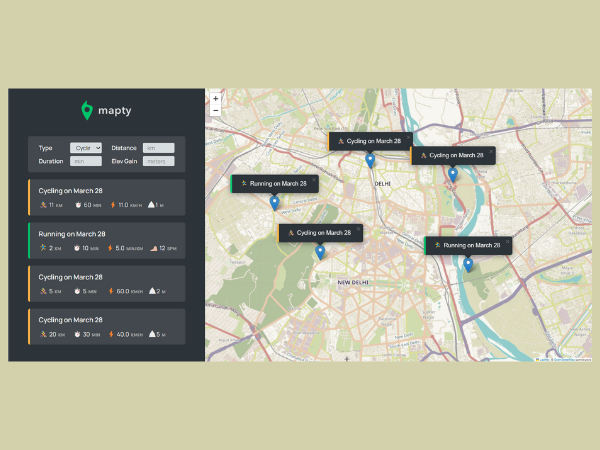 mapty
Type Cyclir Distance km
Duration min Elev Gain meters
Cycling on March 28
11 KM 60 MIN 11.0 KM/H 1 M
Running on March 28
2 KM 10 MIN 5.0 MIN/KM 12 SPM
Cycling on March 28
5 KM 5 MIN 60.0 KM/H 2 M
Cycling on March 28
20 KM 30 MIN 40.0 KM/H 5 M
+
−
Cycling on March 28
Cycling on March 28
Running on March 28
DELHI
Cycling on March 28
Running on March 28
NEW DELHI